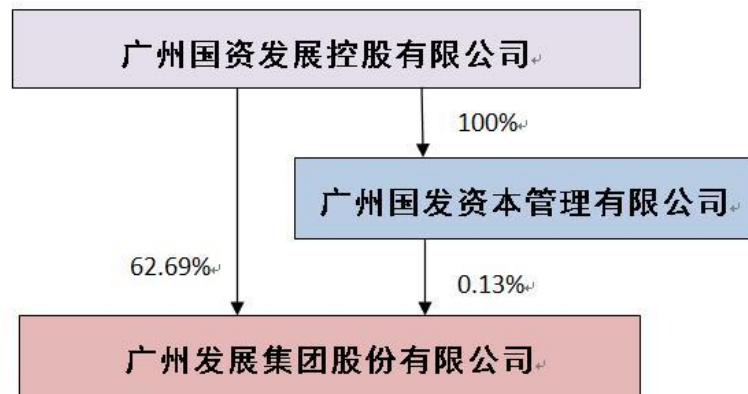 广州国资发展控股有限公司
100%
广州国发资本管理有限公司
62.69%
0.13%
广州发展集团股份有限公司